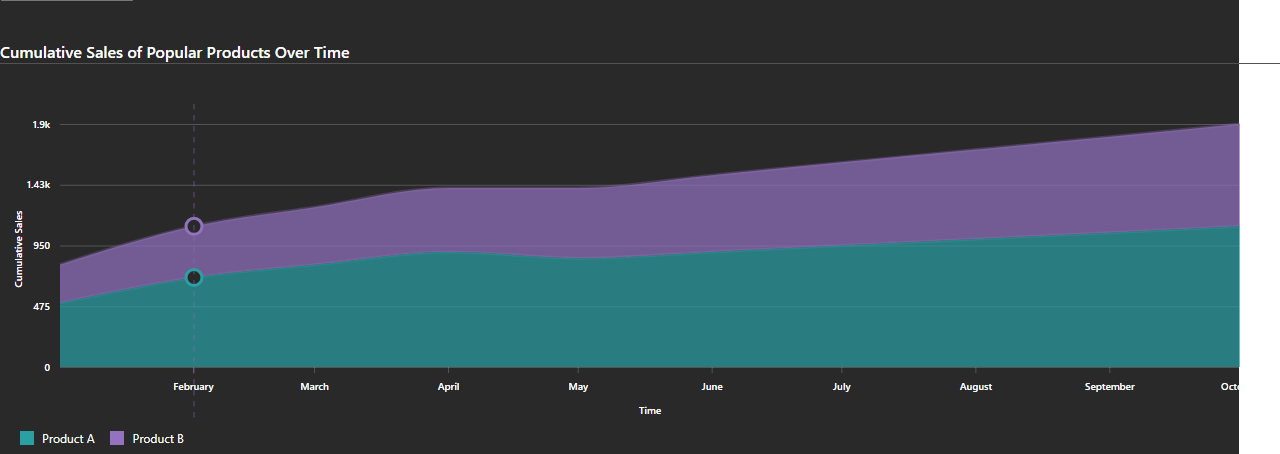 Cumulative Sales of Popular Products Over Time
1.9k
1.43k
950
475
0
Cumulative Sales
February March April May June July August September
Time
Product A Product B